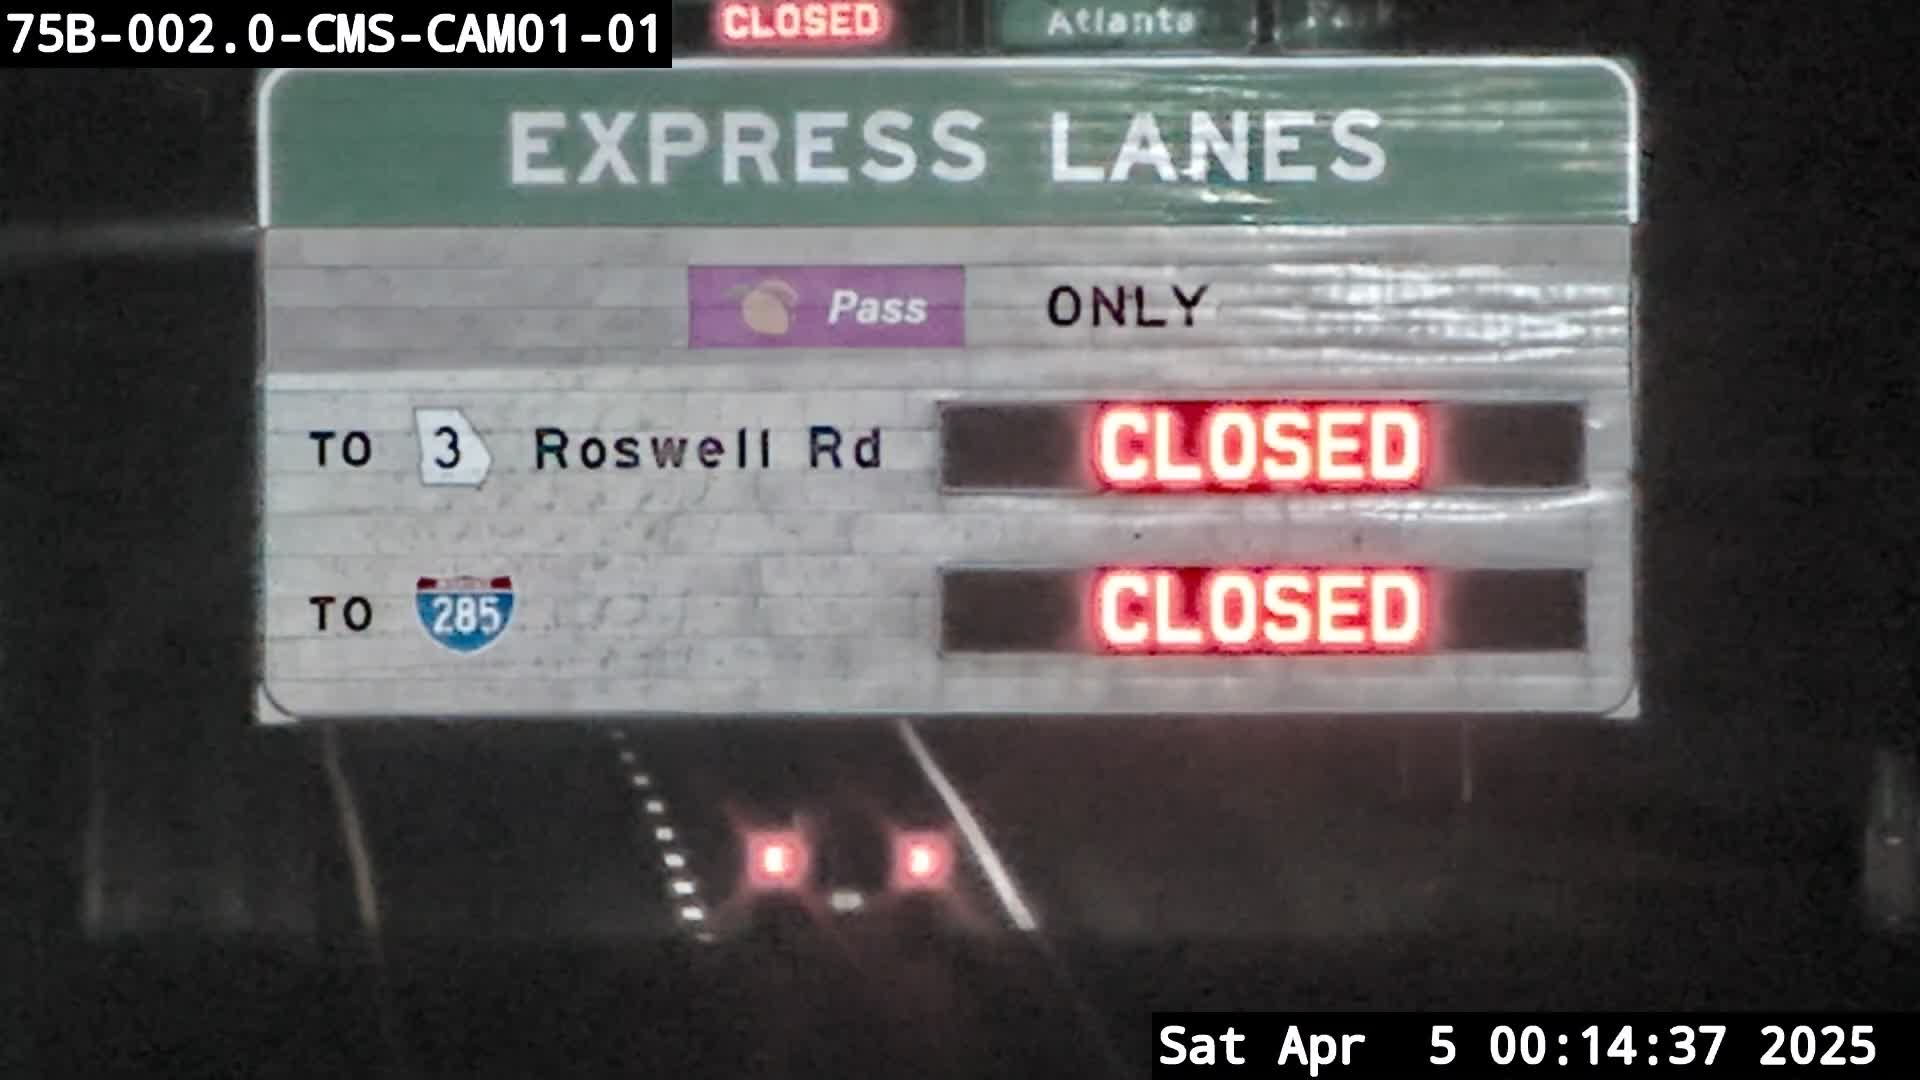 75B-002.0-CMS-CAM01-01
CLOSED
Atlanta
EXPRESS LANES
Pass ONLY
TO 3 Roswell Rd CLOSED
TO 285 CLOSED
Sat Apr 5 00:14:37 2025